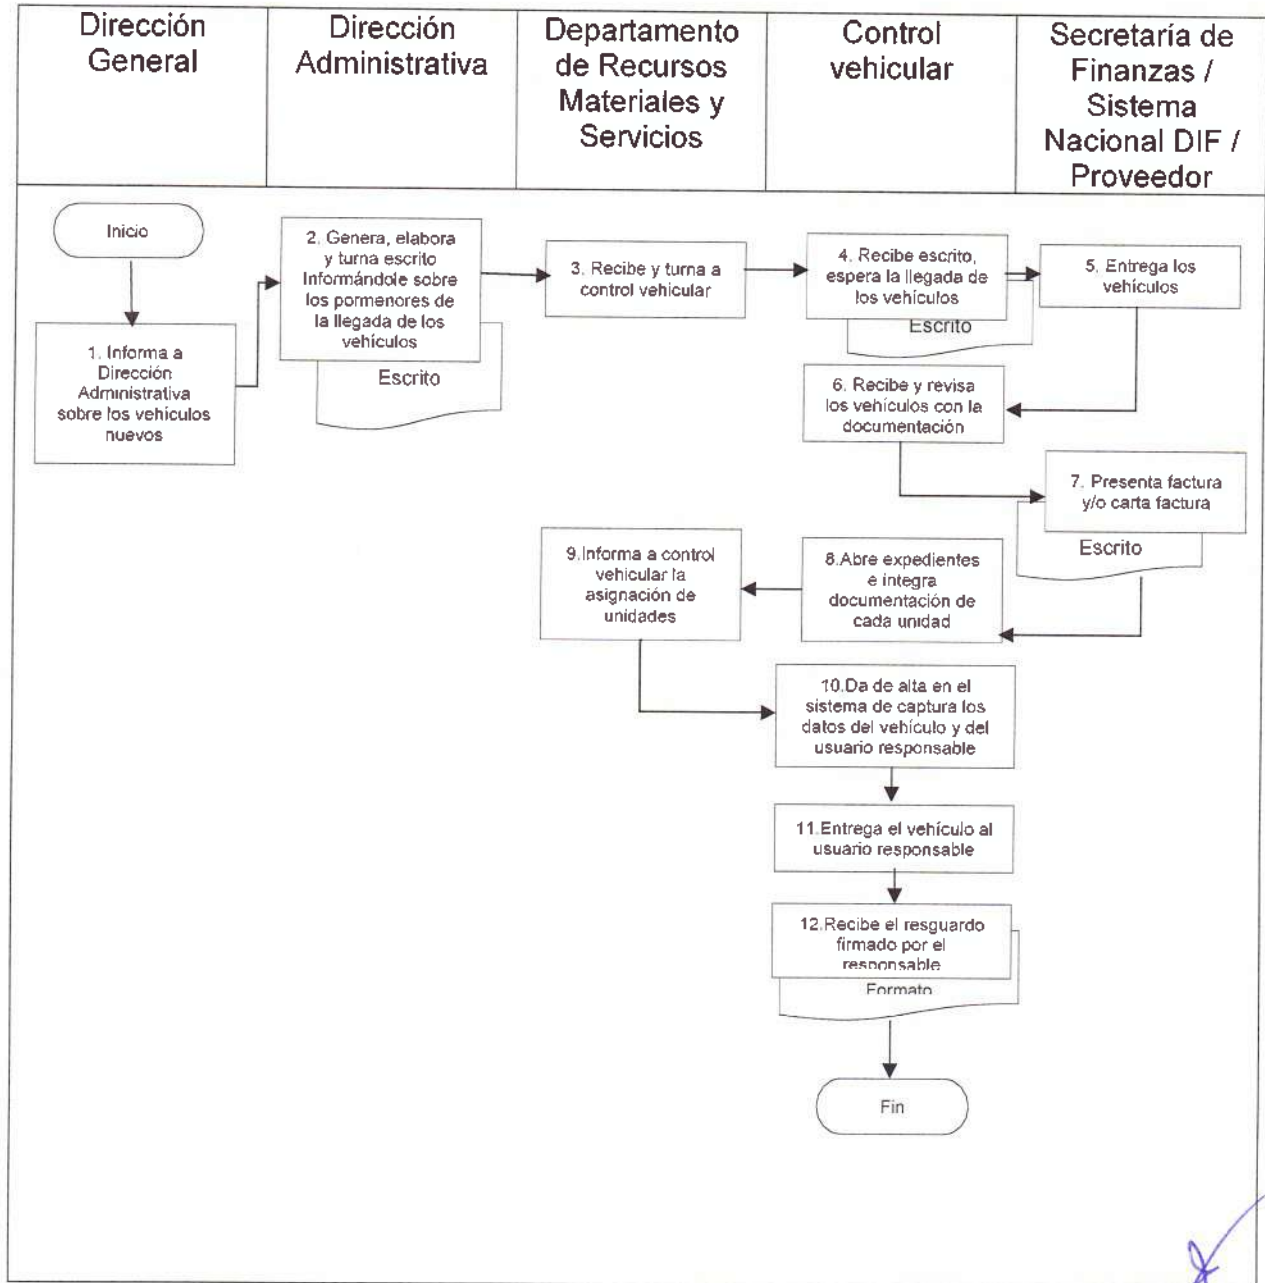 Dirección
General
Dirección
Administrativa
Departamento
de Recursos
Materiales y
Servicios
Control
vehicular
Secretaría de
Finanzas /
Sistema
Nacional DIF /
Proveedor
Inicio
1. Informa a
Dirección
Administrativa
sobre los vehículos
nuevos
2. Genera, elabora
y turna escrito
Informándole sobre
los pormenores de
la llegada de los
vehículos
Escrito
3. Recibe y turna a
control vehicular
4. Recibe escrito,
espera la llegada de
los vehículos
Escrito
5. Entrega los
vehículos
6. Recibe y revisa
los vehículos con la
documentación
7. Presenta factura
y/o carta factura
Escrito
8.Abre expedientes
e integra
documentación de
cada unidad
9.Informa a control
vehicular la
asignación de
unidades
10.Da de alta en el
sistema de captura los
datos del vehículo y del
usuario responsable
11.Entrega el vehículo al
usuario responsable
12.Recibe el resguardo
firmado por el
responsable
Formato
Fin